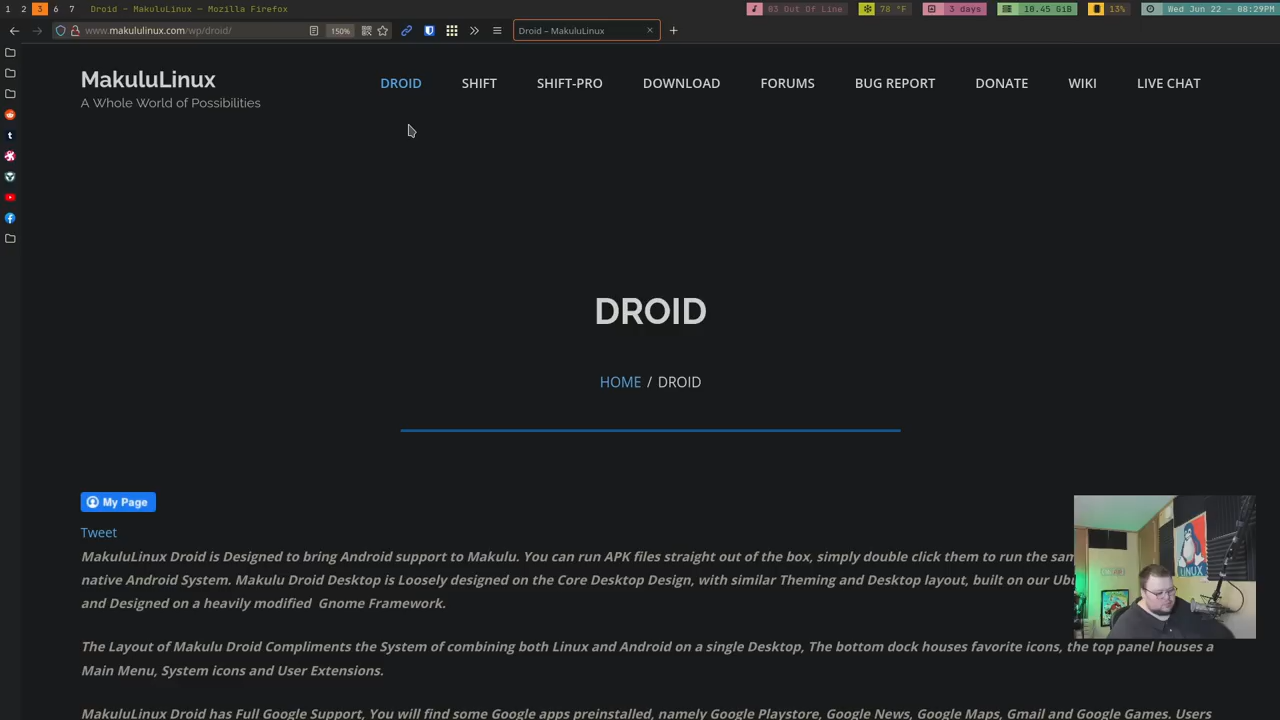 1 2 3 6 7 Droid – MakuluLinux — Mozilla Firefox 03 Out Of Line 78 °F 3 days 10.45 GiB 13% Wed Jun 22 - 08:29PM
www.makululinux.com/wp/droid/ 150% Droid – MakuluLinux
MakuluLinux
A Whole World of Possibilities
DROID SHIFT SHIFT-PRO DOWNLOAD FORUMS BUG REPORT DONATE WIKI LIVE CHAT
DROID
HOME / DROID
My Page
Tweet
MakuluLinux Droid is Designed to bring Android support to Makulu. You can run APK files straight out of the box, simply double click them to run the sam
native Android System. Makulu Droid Desktop is Loosely designed on the Core Desktop Design, with similar Theming and Desktop layout, built on our Ubu
and Designed on a heavily modified Gnome Framework.
The Layout of Makulu Droid Compliments the System of combining both Linux and Android on a single Desktop, The bottom dock houses favorite icons, the top panel houses a
Main Menu, System icons and User Extensions.
MakuluLinux Droid has Full Google Support, You will find some Google apps preinstalled, namely Google Playstore, Google News, Google Maps, Gmail and Google Games. Users
LINUX